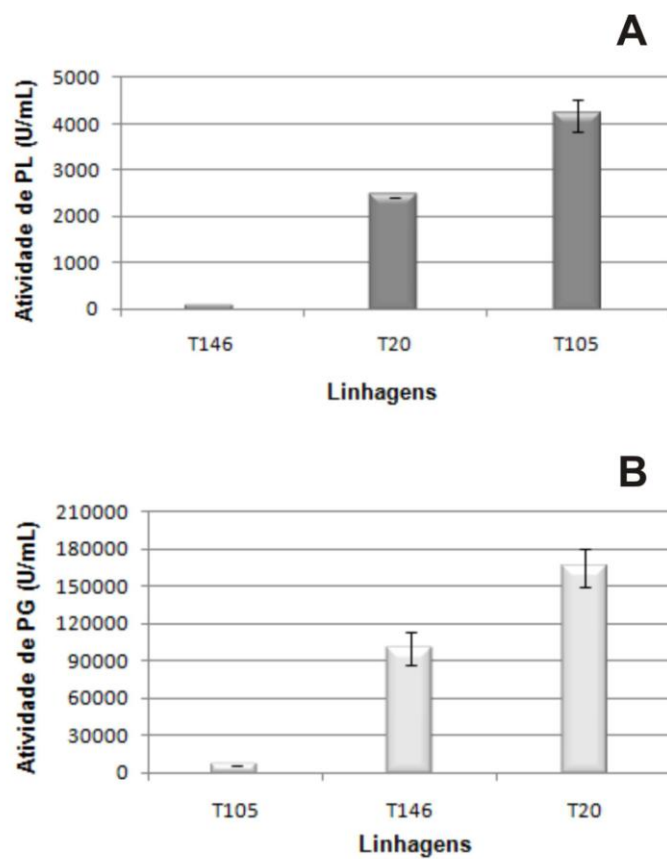 A
Atividade de PL (U/mL)
5000
4000
3000
2000
1000
0
T146 T20 T105
Linhagens
B
Atividade de PG (U/mL)
210000
180000
150000
120000
90000
60000
30000
0
T105 T146 T20
Linhagens